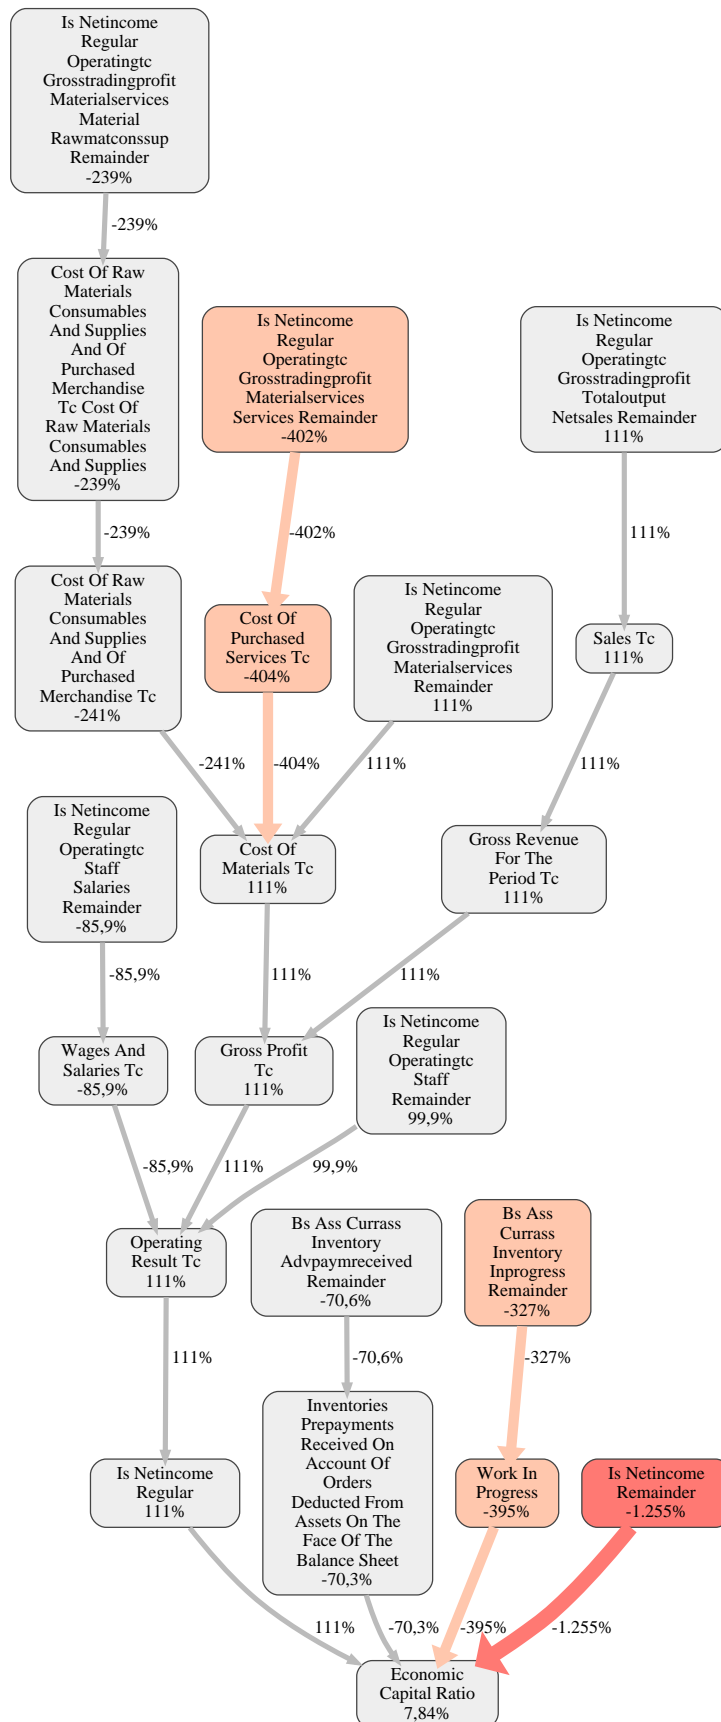 Is Netincome
Regular
Operatingtc
Grosstradingprofit
Materialservices
Material
Rawmatconssup
Remainder
-239%
-239%
Cost Of Raw
Materials
Consumables
And Supplies
And Of
Purchased
Merchandise
Tc Cost Of
Raw Materials
Consumables
And Supplies
-239%
Is Netincome
Regular
Operatingtc
Grosstradingprofit
Materialservices
Services Remainder
-402%
Is Netincome
Regular
Operatingtc
Grosstradingprofit
Totaloutput
Netsales Remainder
111%
-239%
-402%
111%
Cost Of Raw
Materials
Consumables
And Supplies
And Of
Purchased
Merchandise Tc
-241%
Cost Of
Purchased
Services Tc
-404%
Is Netincome
Regular
Operatingtc
Grosstradingprofit
Materialservices
Remainder
111%
Sales Tc
111%
-241%
-404%
111%
111%
Is Netincome
Regular
Operatingtc
Staff
Salaries
Remainder
-85,9%
Cost Of
Materials Tc
111%
Gross Revenue
For The
Period Tc
111%
-85,9%
111%
111%
Wages And
Salaries Tc
-85,9%
Gross Profit
Tc
111%
Is Netincome
Regular
Operatingtc
Staff
Remainder
99,9%
-85,9%
111%
99,9%
Operating
Result Tc
111%
Bs Ass Currass
Inventory
Advpaymreceived
Remainder
-70,6%
Bs Ass
Currass
Inventory
Inprogress
Remainder
-327%
111%
-70,6%
-327%
Is Netincome
Regular
111%
Inventories
Prepayments
Received On
Account Of
Orders
Deducted From
Assets On The
Face Of The
Balance Sheet
-70,3%
Work In
Progress
-395%
Is Netincome
Remainder
-1.255%
111%
-70,3%
-395%
-1.255%
Economic
Capital Ratio
7,84%